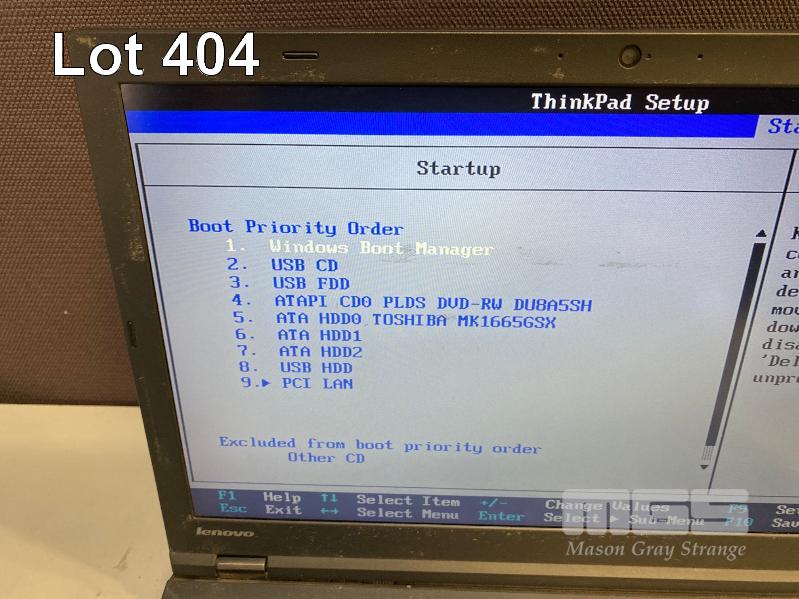 Lot 404
ThinkPad Setup
Startup
Boot Priority Order
1. Windows Boot Manager
2. USB CD
3. USB FDD
4. ATAPI CD0 PLDS DVD-RW DU8A5SH
5. ATA HDD0 TOSHIBA MK1665GSX
6. ATA HDD1
7. ATA HDD2
8. USB HDD
9. PCI LAN
Excluded from boot priority order
Other CD
F1 Help ↑↓ Select Item +/- Change Values F9
Esc Exit ←→ Select Menu Enter Select ▸ Sub-Menu F10
lenovo
MGS
Mason Gray Strange